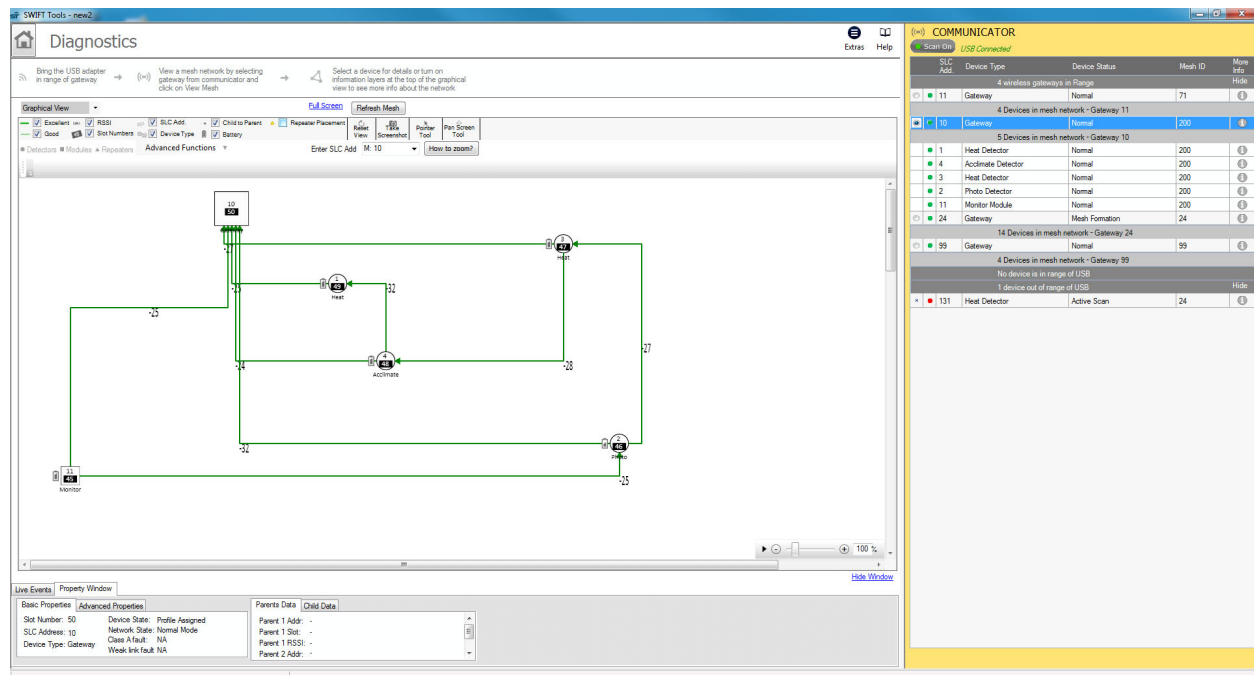 SWIFT Tools - new2
Diagnostics
Extras Help
Bring the USB adapter
in range of gateway
View a mesh network by selecting
gateway from communicator and
click on View Mesh
Select a device for details or turn on
information layers at the top of the graphical
view to see more info about the network
Graphical View
Full Screen
Refresh Mesh
Excellent RSSI SLC Add. Child to Parent Repeater Placement
Good Slot Numbers Device Type Battery
Reset View
Take Screenshot
Pointer Tool
Pan Screen Tool
Detectors Modules Repeaters
Advanced Functions
Enter SLC Add M: 10
How to zoom?
10
50
3
47
Heat
1
49
Heat
-32
-25
4
48
Acclimate
-24
-28
-27
2
46
Photo
-32
11
45
Monitor
-25
100 %
Hide Window
Live Events Property Window
Basic Properties Advanced Properties
Slot Number: 50
SLC Address: 10
Device Type: Gateway
Device State: Profile Assigned
Network State: Normal Mode
Class A fault: NA
Weak link fault NA
Parents Data Child Data
Parent 1 Addr: -
Parent 1 Slot: -
Parent 1 RSSI: -
Parent 2 Addr: -
COMMUNICATOR
Scan On USB Connected
SLC Add. Device Type Device Status Mesh ID More Info
4 wireless gateways in Range Hide
11 Gateway Normal 71
4 Devices in mesh network - Gateway 11
10 Gateway Normal 200
5 Devices in mesh network - Gateway 10
1 Heat Detector Normal 200
4 Acclimate Detector Normal 200
3 Heat Detector Normal 200
2 Photo Detector Normal 200
11 Monitor Module Normal 200
24 Gateway Mesh Formation 24
14 Devices in mesh network - Gateway 24
99 Gateway Normal 99
4 Devices in mesh network - Gateway 99
No device is in range of USB
1 device out of range of USB Hide
131 Heat Detector Active Scan 24